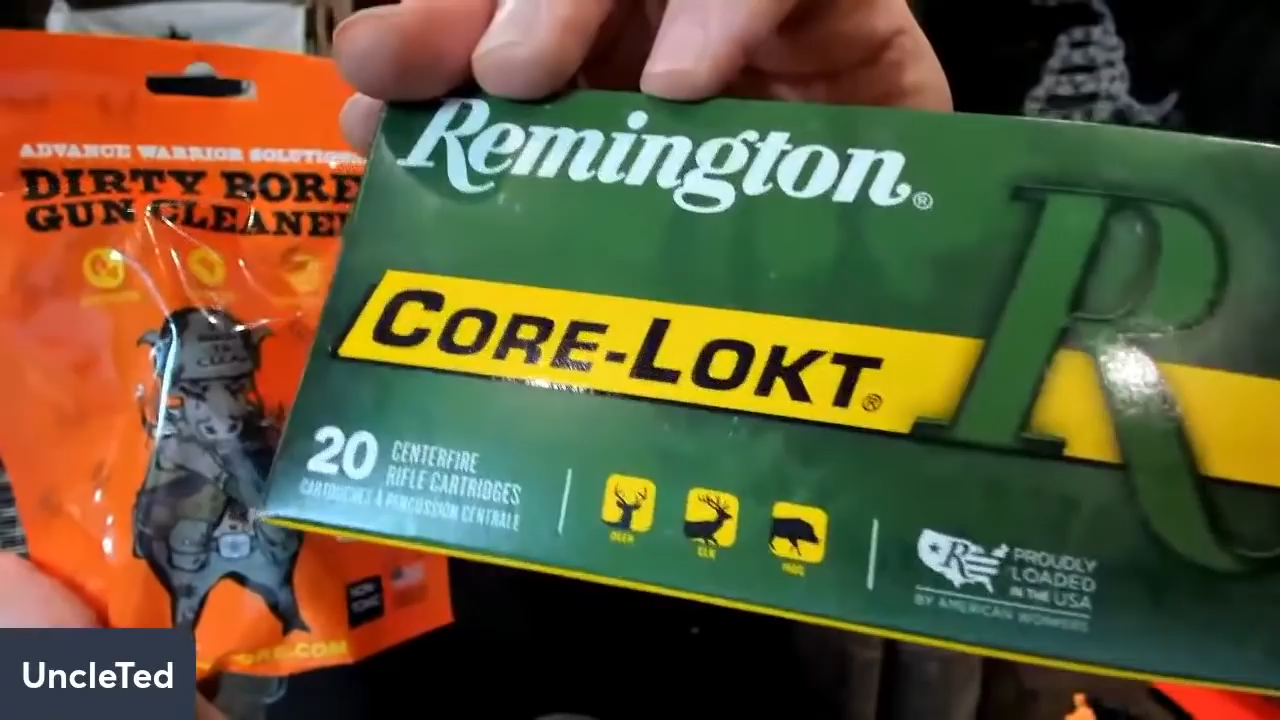 ADVANCE WARRIOR SOLUTIONS
DIRTY BORE
GUN CLEANER
Remington®
CORE-LOKT®
20 CENTERFIRE
RIFLE CARTRIDGES
CARTOUCHES À PERCUSSION CENTRALE
DEER
ELK
HOG
PROUDLY
LOADED
IN THE USA
BY AMERICAN WORKERS
R
UncleTed